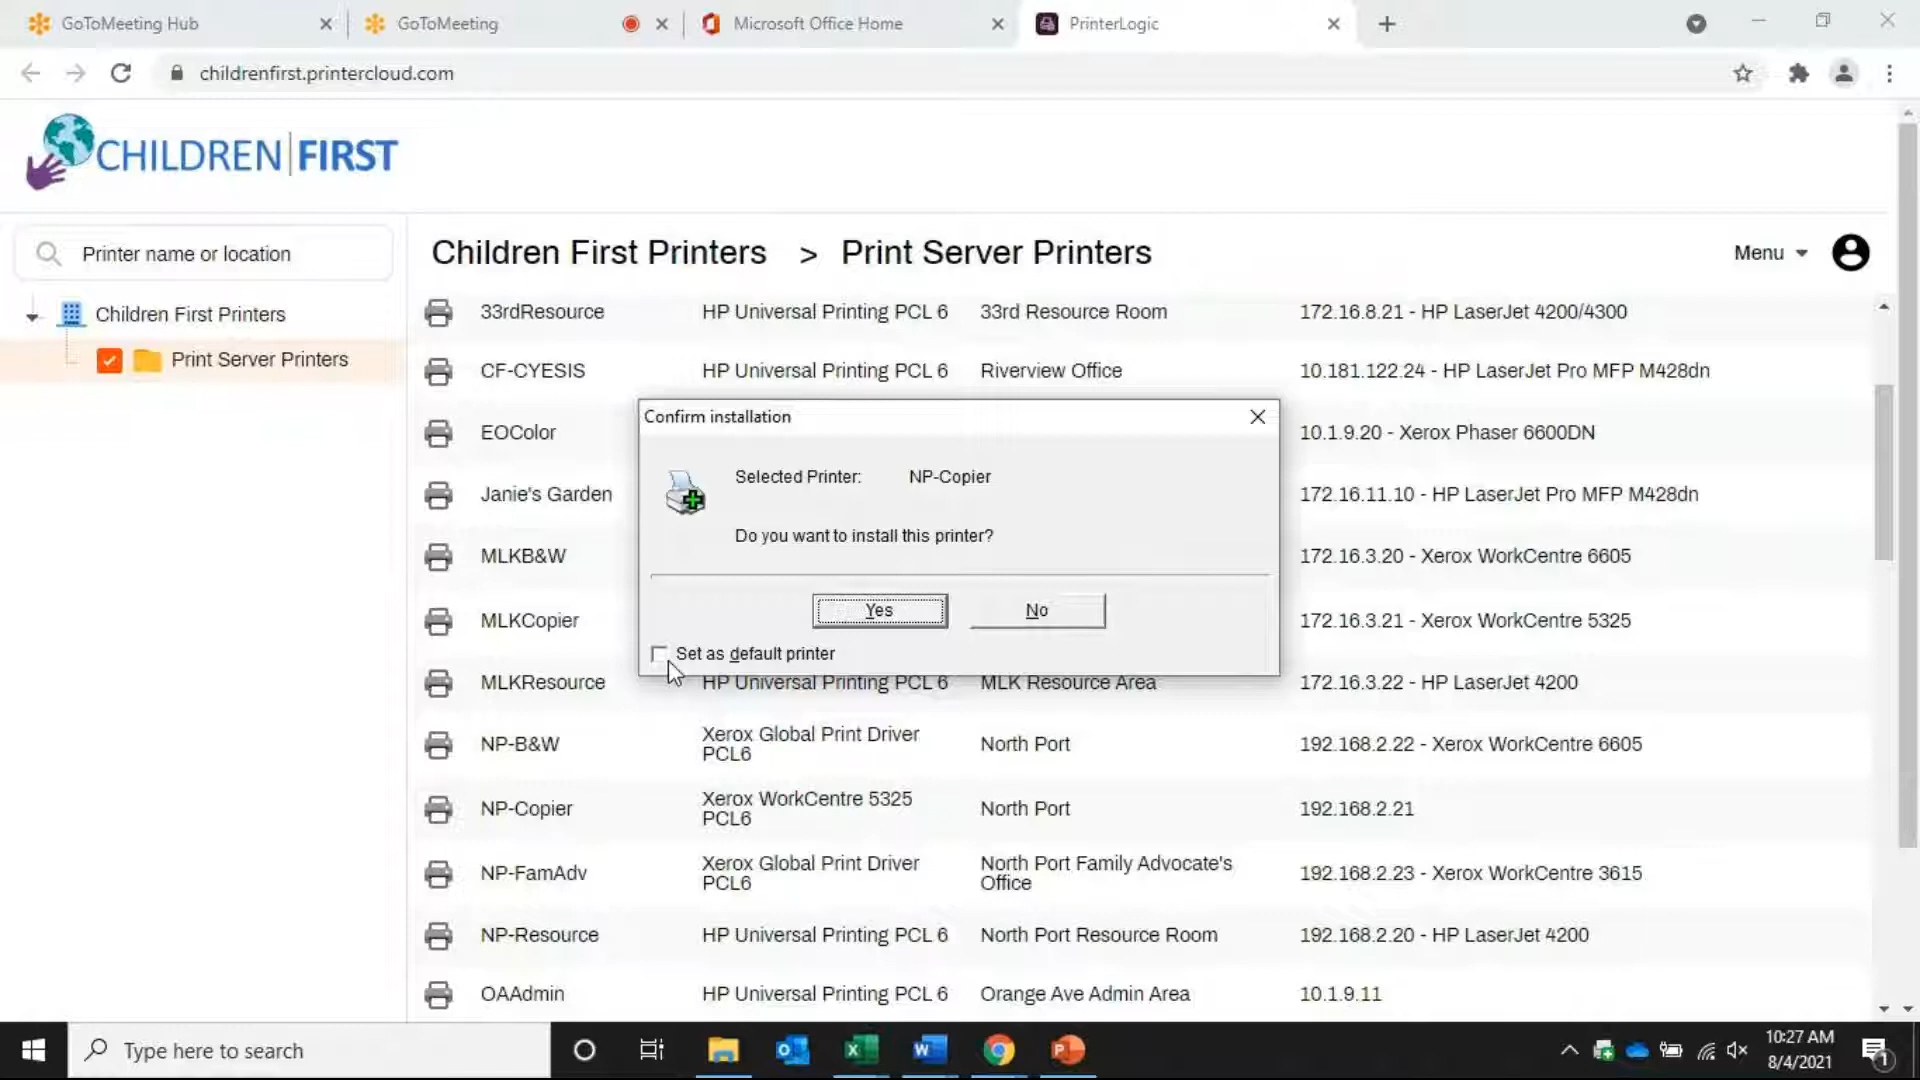 GoToMeeting Hub
GoToMeeting
Microsoft Office Home
PrinterLogic
childrenfirst.printercloud.com
CHILDREN|FIRST
Printer name or location
Children First Printers > Print Server Printers
Menu
Children First Printers
Print Server Printers
33rdResource HP Universal Printing PCL 6 33rd Resource Room 172.16.8.21 - HP LaserJet 4200/4300
CF-CYESIS HP Universal Printing PCL 6 Riverview Office 10.181.122.24 - HP LaserJet Pro MFP M428dn
EOColor 10.1.9.20 - Xerox Phaser 6600DN
Janie's Garden 172.16.11.10 - HP LaserJet Pro MFP M428dn
MLKB&W 172.16.3.20 - Xerox WorkCentre 6605
MLKCopier 172.16.3.21 - Xerox WorkCentre 5325
MLKResource HP Universal Printing PCL 6 MLK Resource Area 172.16.3.22 - HP LaserJet 4200
NP-B&W Xerox Global Print Driver PCL6 North Port 192.168.2.22 - Xerox WorkCentre 6605
NP-Copier Xerox WorkCentre 5325 PCL6 North Port 192.168.2.21
NP-FamAdv Xerox Global Print Driver PCL6 North Port Family Advocate's Office 192.168.2.23 - Xerox WorkCentre 3615
NP-Resource HP Universal Printing PCL 6 North Port Resource Room 192.168.2.20 - HP LaserJet 4200
OAAdmin HP Universal Printing PCL 6 Orange Ave Admin Area 10.1.9.11
Confirm installation
Selected Printer: NP-Copier
Do you want to install this printer?
Yes No
Set as default printer
Type here to search
10:27 AM
8/4/2021
1